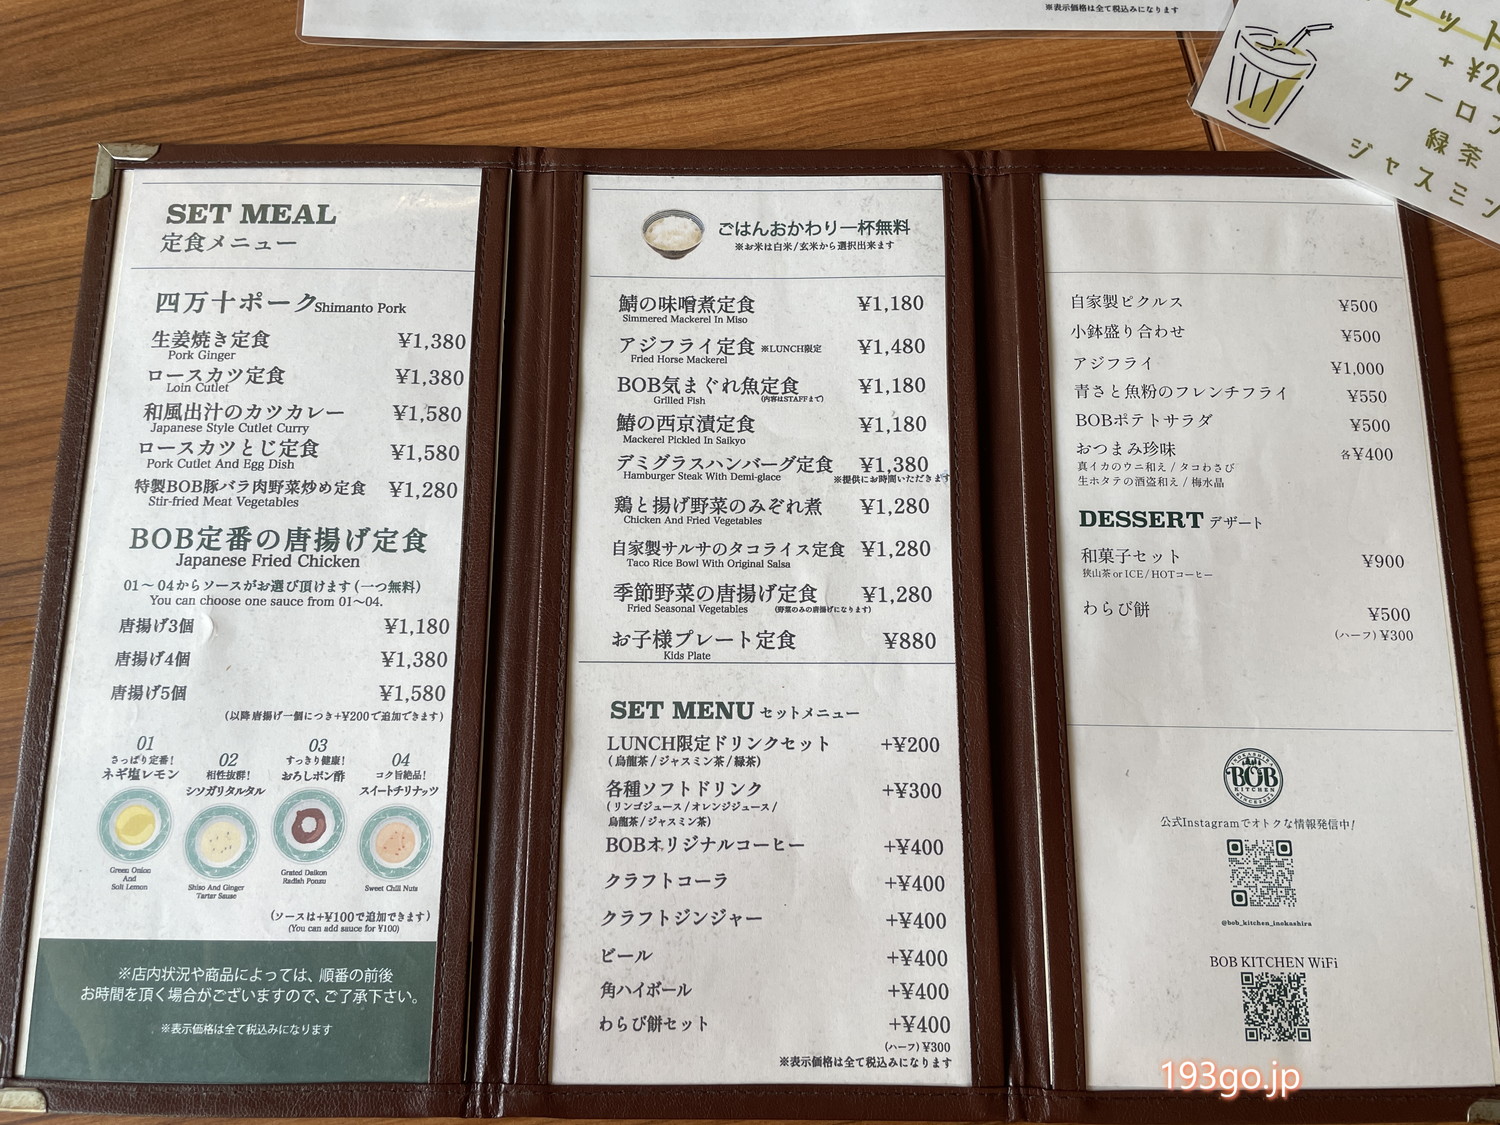 ※表示価格は全て税込みになります
セット
+ ¥20
ウーロ
緑茶
ジャスミン
SET MEAL
定食メニュー
四万十ポークShimanto Pork
生姜焼き定食 ¥1,380
Pork Ginger
ロースカツ定食 ¥1,380
Loin Cutlet
和風出汁のカツカレー ¥1,580
Japanese Style Cutlet Curry
ロースカツとじ定食 ¥1,580
Pork Cutlet And Egg Dish
特製BOB豚バラ肉野菜炒め定食 ¥1,280
Stir-fried Meat Vegetables
BOB定番の唐揚げ定食
Japanese Fried Chicken
01～04からソースがお選び頂けます(一つ無料)
You can choose one sauce from 01～04.
唐揚げ3個 ¥1,180
唐揚げ4個 ¥1,380
唐揚げ5個 ¥1,580
(以降唐揚げ一個につき+¥200で追加できます)
01
さっぱり定番!
ネギ塩レモン
Green Onion
And
Soli Lemon
02
相性抜群!
シソガリタルタル
Shiso And Ginger
Tarter Sause
03
すっきり健康!
おろしポン酢
Grated Daikon
Radish Ponzu
04
コク旨絶品!
スイートチリナッツ
Sweet Chill Nuts
(ソースは+¥100で追加できます)
(You can add sauce for ¥100)
※店内状況や商品によっては、順番の前後
お時間を頂く場合がございますので、ご了承下さい。
※表示価格は全て税込みになります
ごはんおかわり一杯無料
※お米は白米/玄米から選択出来ます
鯖の味噌煮定食 ¥1,180
Simmered Mackerel In Miso
アジフライ定食 ※LUNCH限定 ¥1,480
Fried Horse Mackerel
BOB気まぐれ魚定食 ¥1,180
Grilled Fish (内容はSTAFFまで)
鰆の西京漬定食 ¥1,180
Mackerel Pickled In Saikyo
デミグラスハンバーグ定食 ¥1,380
Hamburger Steak With Demi-glace ※提供にお時間いただきます
鶏と揚げ野菜のみぞれ煮 ¥1,280
Chicken And Fried Vegetables
自家製サルサのタコライス定食 ¥1,280
Taco Rice Bowl With Original Salsa
季節野菜の唐揚げ定食 ¥1,280
Fried Seasonal Vegetables (野菜のみの唐揚げになります)
お子様プレート定食 ¥880
Kids Plate
SET MENU セットメニュー
LUNCH限定ドリンクセット +¥200
(烏龍茶/ジャスミン茶/緑茶)
各種ソフトドリンク +¥300
(リンゴジュース/オレンジジュース/
烏龍茶/ジャスミン茶)
BOBオリジナルコーヒー +¥400
クラフトコーラ +¥400
クラフトジンジャー +¥400
ビール +¥400
角ハイボール +¥400
わらび餅セット +¥400
(ハーフ)¥300
※表示価格は全て税込みになります
自家製ピクルス ¥500
小鉢盛り合わせ ¥500
アジフライ ¥1,000
青さと魚粉のフレンチフライ ¥550
BOBポテトサラダ ¥500
おつまみ珍味 各¥400
真イカのウニ和え/タコわさび
生ホタテの酒盗和え/梅水晶
DESSERT デザート
和菓子セット ¥900
狭山茶 or ICE/HOTコーヒー
わらび餅 ¥500
(ハーフ)¥300
BOB
KITCHEN
公式Instagramでオトクな情報発信中!
@bob_kitchen_inokashira
BOB KITCHEN WiFi
193go.jp